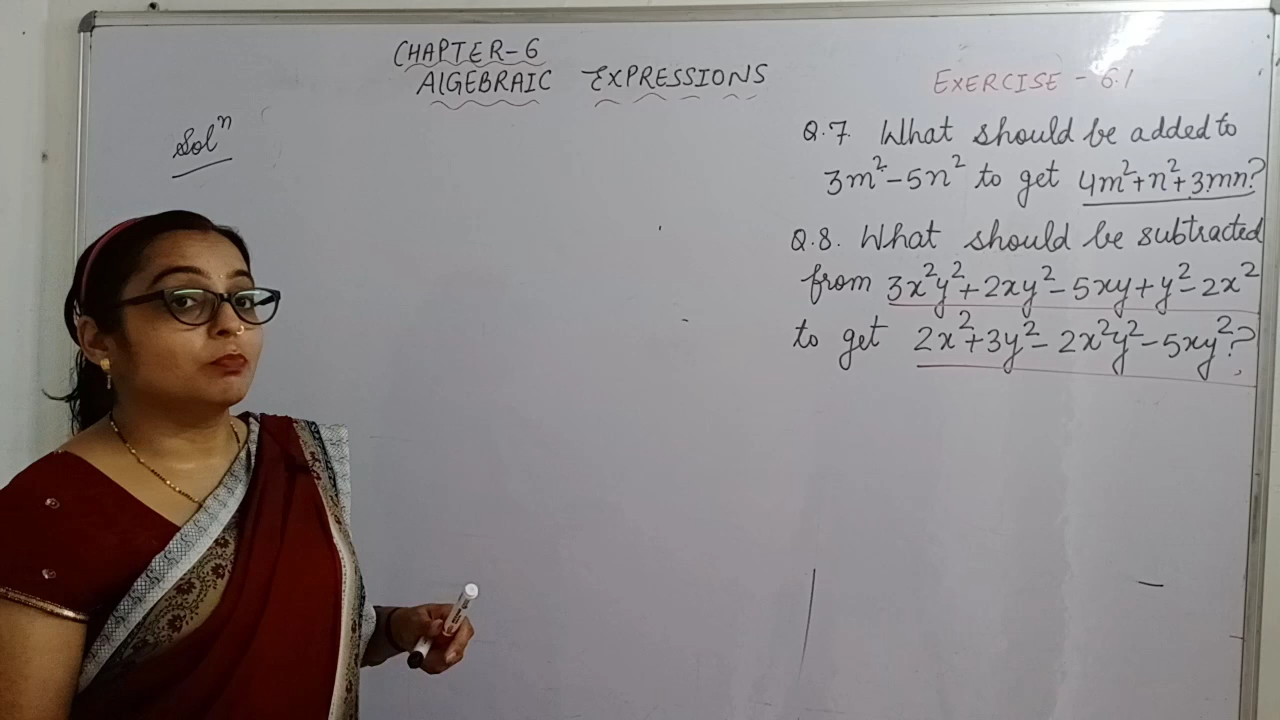 CHAPTER-6
ALGEBRAIC EXPRESSIONS
EXERCISE - 6.1
Solⁿ
Q.7 What should be added to
3m²-5n² to get 4m²+n²+3mn?
Q.8. What should be subtracted
from 3x²y²+2xy²-5xy+y²-2x²
to get 2x²+3y²-2x²y²-5xy²?